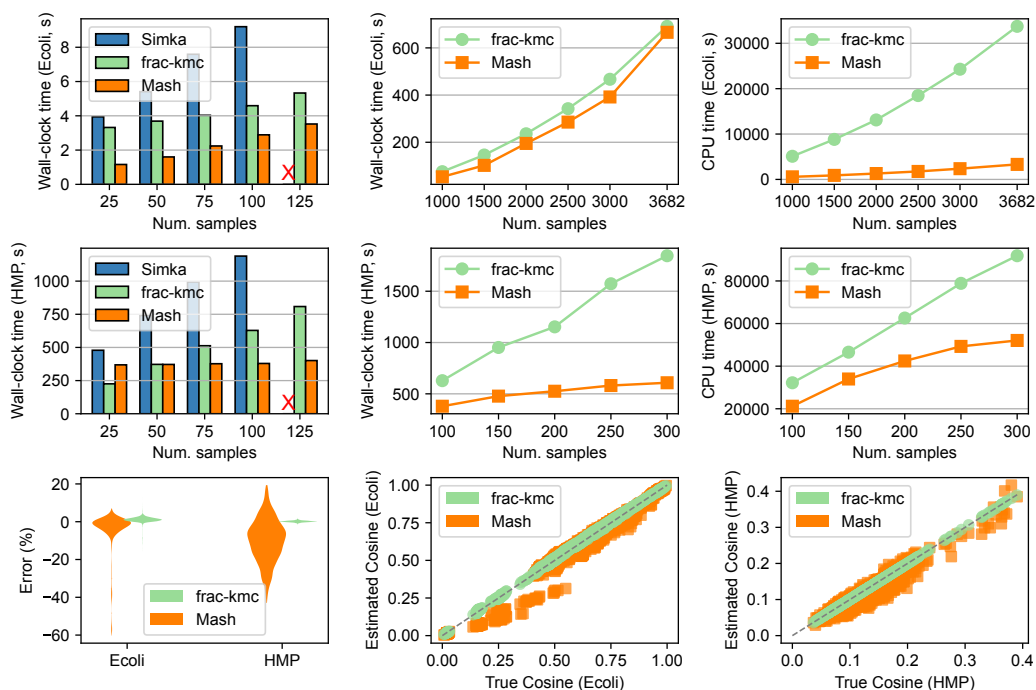 Wall-clock time (Ecoli, s)
8
6
4
2
0
Simka
frac-kmc
Mash
X
25
50
75
100
125
Num. samples
Wall-clock time (Ecoli, s)
600
400
200
frac-kmc
Mash
1000
1500
2000
2500
3000
3682
Num. samples
CPU time (Ecoli, s)
30000
20000
10000
0
frac-kmc
Mash
1000
1500
2000
2500
3000
3682
Num. samples
Wall-clock time (HMP, s)
1000
750
500
250
0
Simka
frac-kmc
Mash
X
25
50
75
100
125
Num. samples
Wall-clock time (HMP, s)
1500
1000
500
frac-kmc
Mash
100
150
200
250
300
Num. samples
CPU time (HMP, s)
80000
60000
40000
20000
frac-kmc
Mash
100
150
200
250
300
Num. samples
Error (%)
20
0
−20
−40
−60
frac-kmc
Mash
Ecoli
HMP
Estimated Cosine (Ecoli)
1.00
0.75
0.50
0.25
0.00
frac-kmc
Mash
0.00
0.25
0.50
0.75
1.00
True Cosine (Ecoli)
Estimated Cosine (HMP)
0.4
0.3
0.2
0.1
0.0
frac-kmc
Mash
0.0
0.1
0.2
0.3
0.4
True Cosine (HMP)